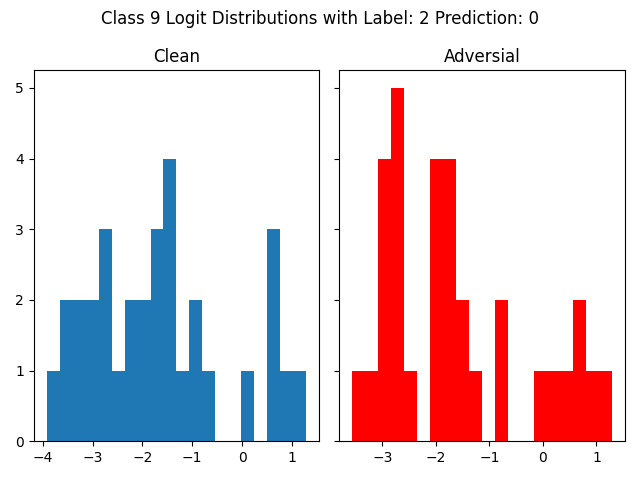 Class 9 Logit Distributions with Label: 2 Prediction: 0
Clean
Adversial
5
4
3
2
1
0
−4 −3 −2 −1 0 1
−3 −2 −1 0 1